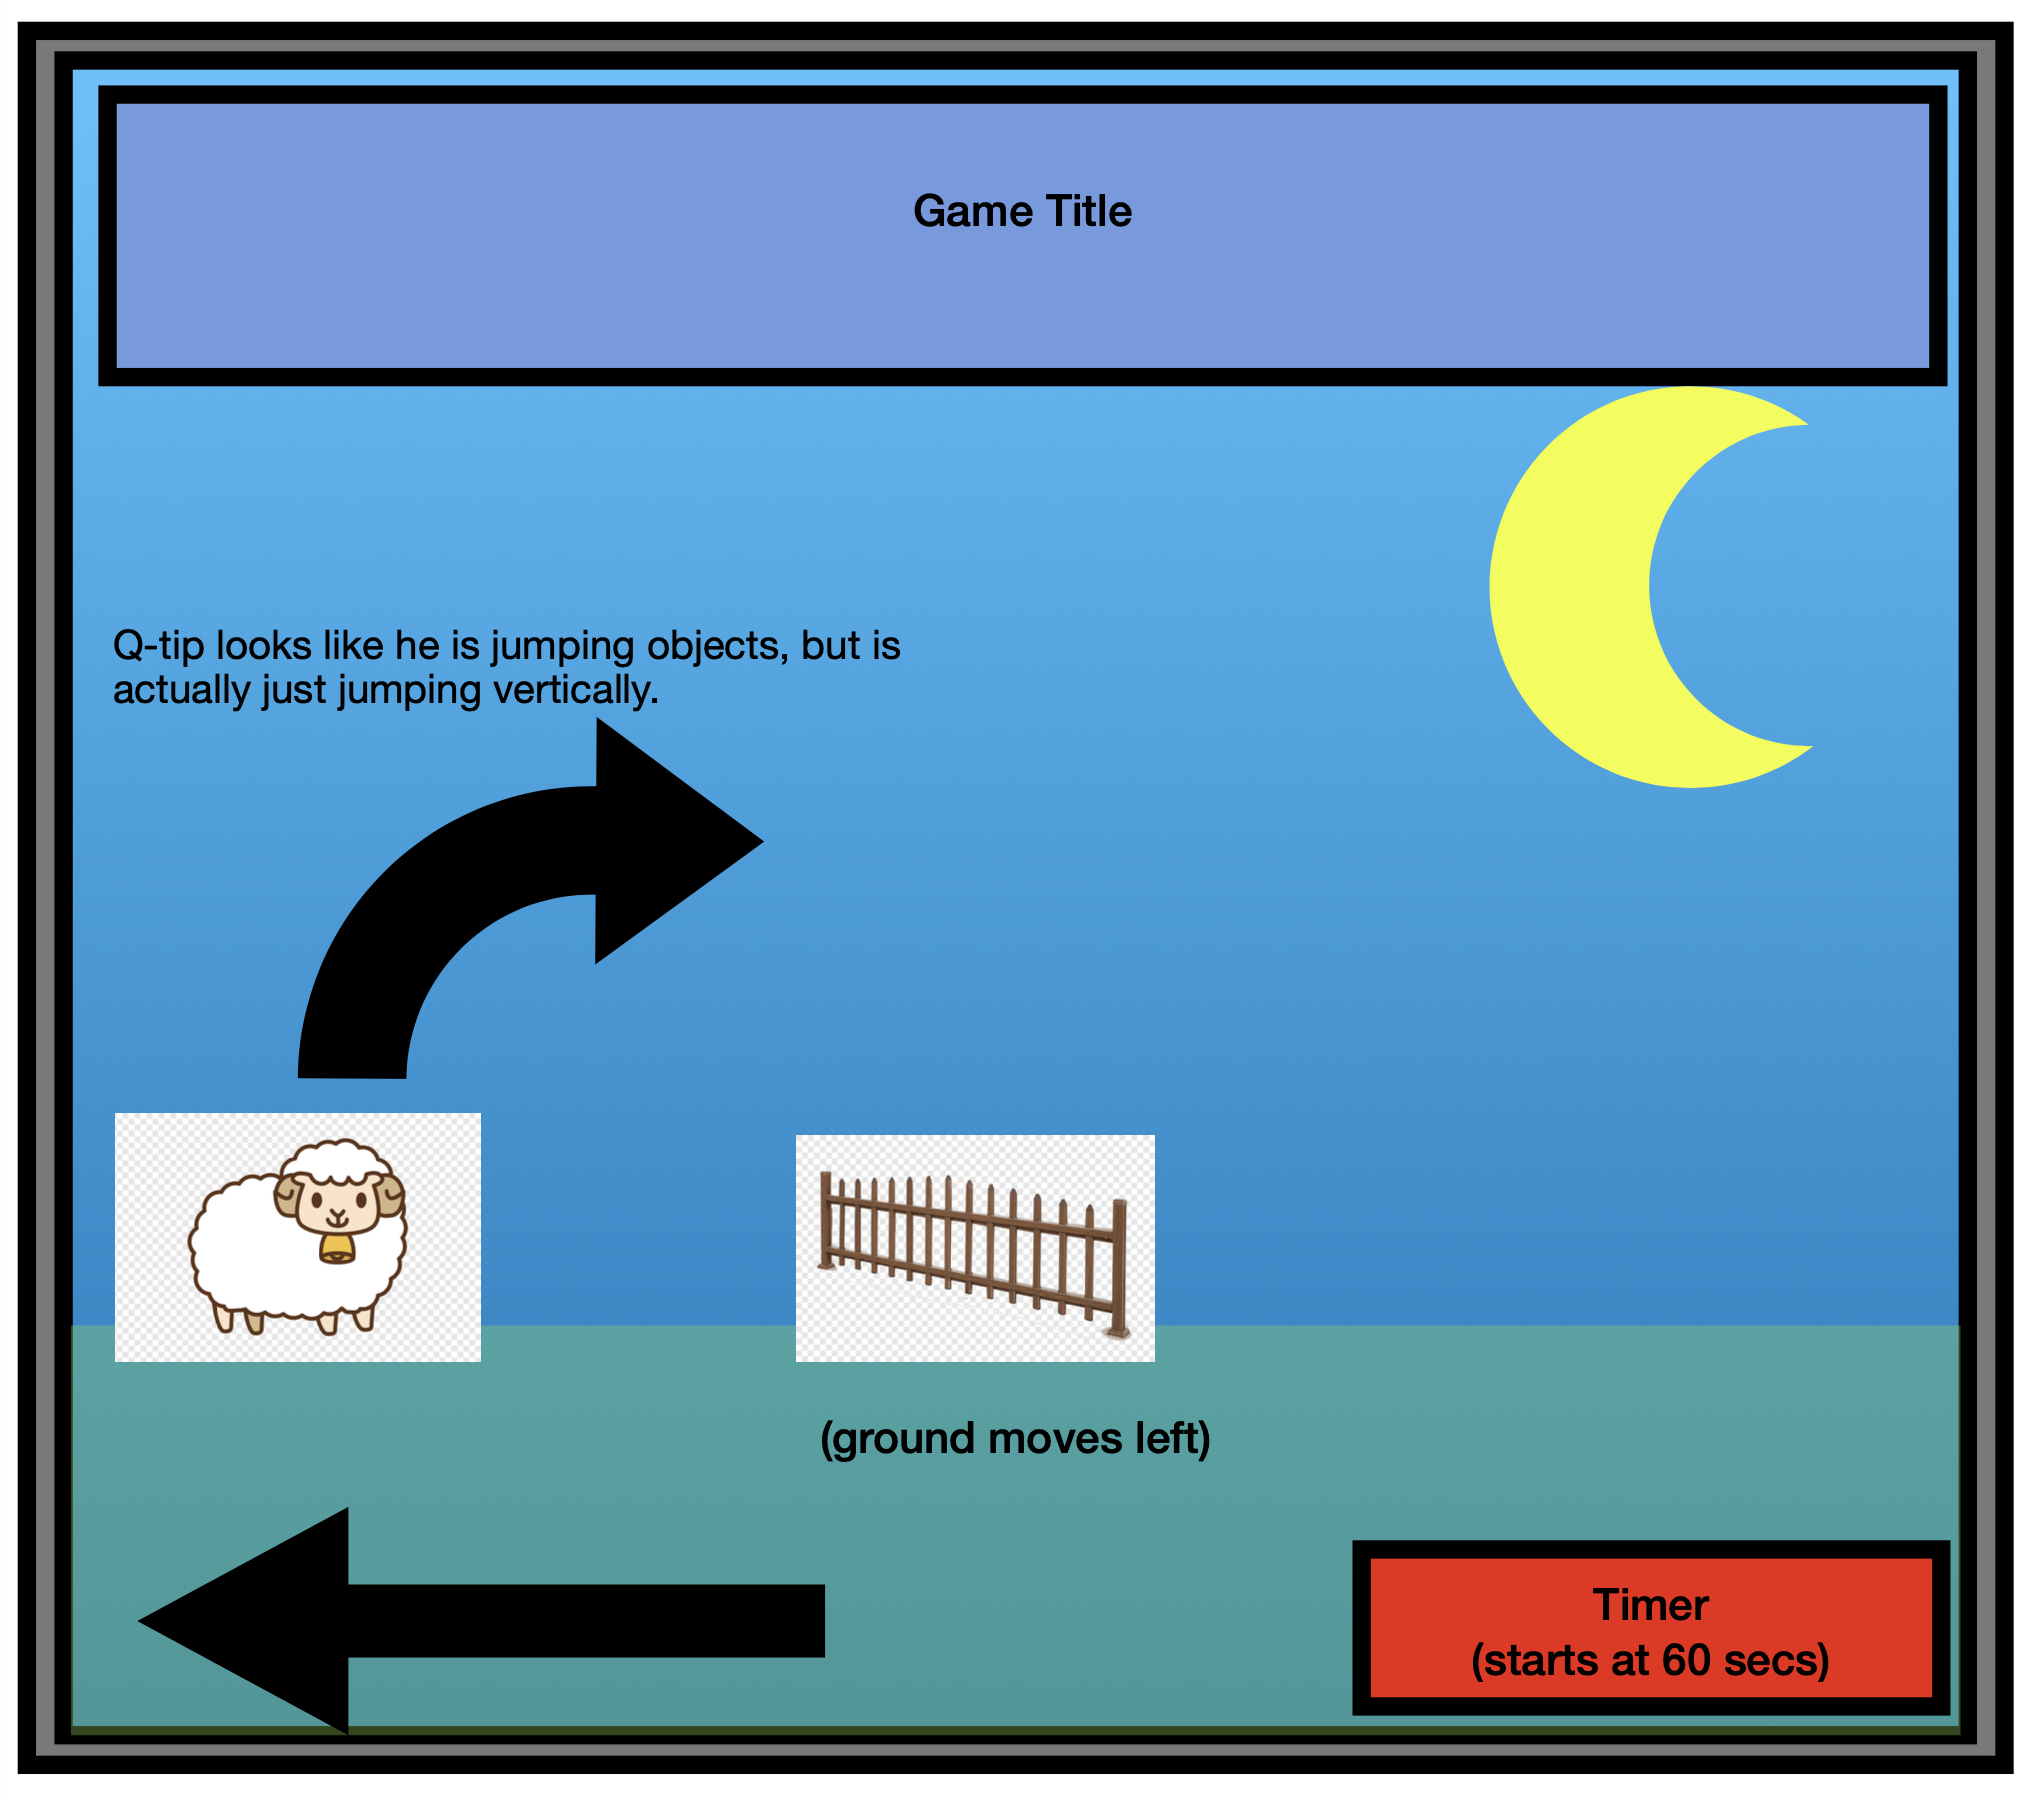 Game Title
Q-tip looks like he is jumping objects, but is
actually just jumping vertically.
(ground moves left)
Timer
(starts at 60 secs)